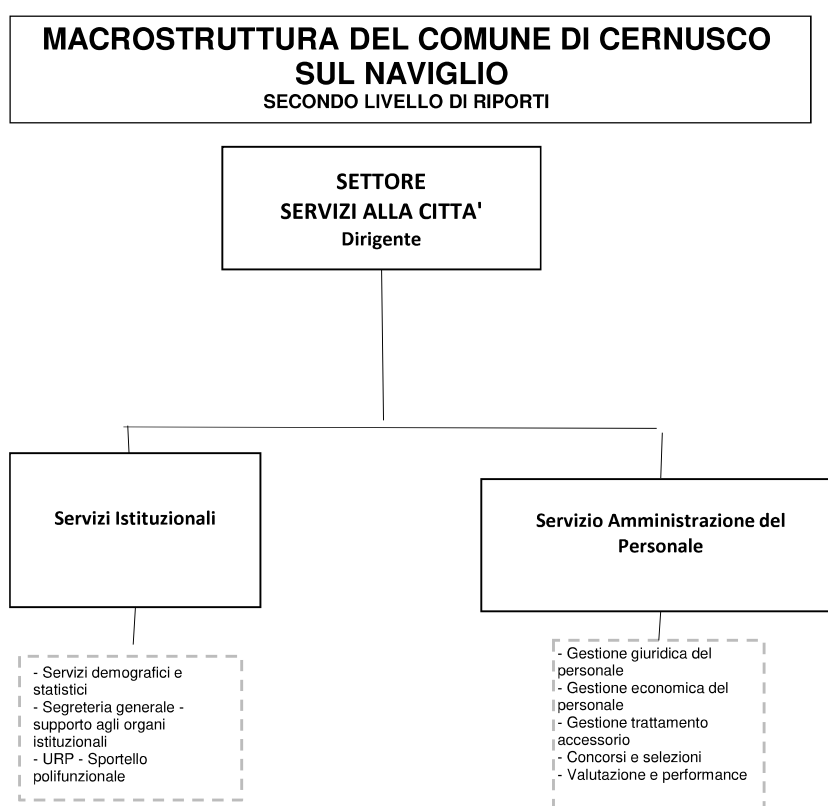 MACROSTRUTTURA DEL COMUNE DI CERNUSCO
SUL NAVIGLIO
SECONDO LIVELLO DI RIPORTI
SETTORE
SERVIZI ALLA CITTA'
Dirigente
Servizi Istituzionali
Servizio Amministrazione del
Personale
- Servizi demografici e
statistici
- Segreteria generale -
supporto agli organi
istituzionali
- URP - Sportello
polifunzionale
- Gestione giuridica del
personale
- Gestione economica del
personale
- Gestione trattamento
accessorio
- Concorsi e selezioni
- Valutazione e performance